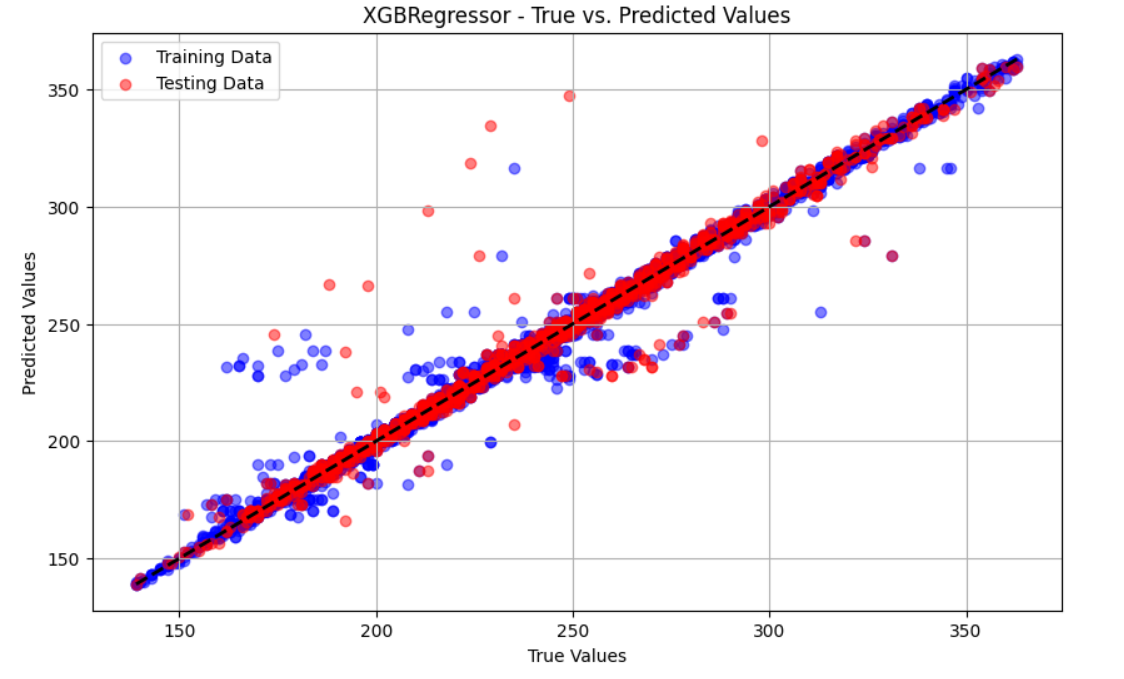 XGBRegressor - True vs. Predicted Values
Training Data
Testing Data
350
300
250
200
150
Predicted Values
150
200
250
300
350
True Values